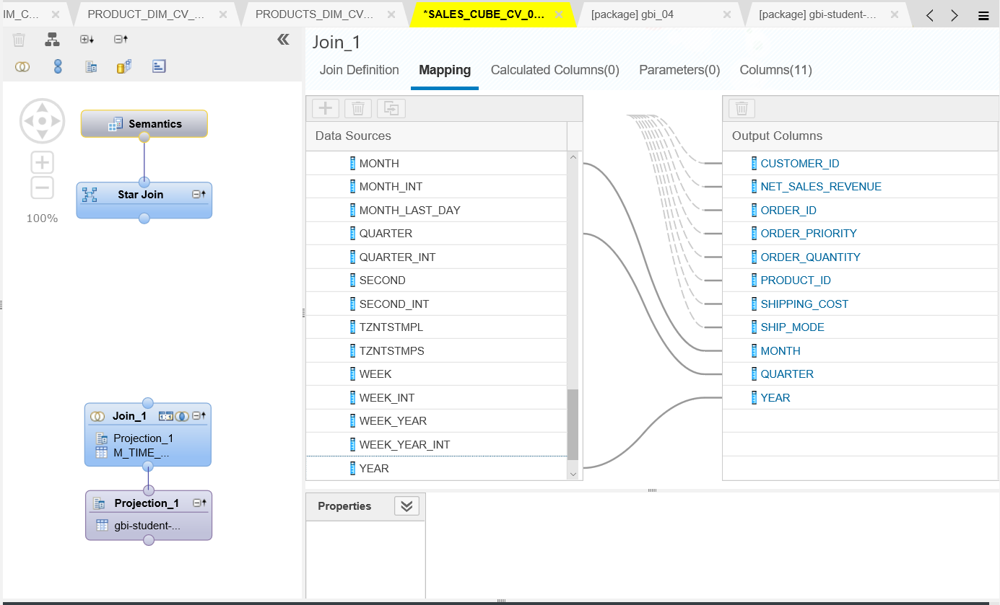 IM_C...
PRODUCT_DIM_CV_...
PRODUCTS_DIM_CV...
*SALES_CUBE_CV_0...
[package] gbi_04
[package] gbi-student-...
Semantics
Star Join
100%
Join_1
Projection_1
M_TIME_...
Projection_1
gbi-student-...
Join_1
Join Definition
Mapping
Calculated Columns(0)
Parameters(0)
Columns(11)
Data Sources
MONTH
MONTH_INT
MONTH_LAST_DAY
QUARTER
QUARTER_INT
SECOND
SECOND_INT
TZNTSTMPL
TZNTSTMPS
WEEK
WEEK_INT
WEEK_YEAR
WEEK_YEAR_INT
YEAR
Output Columns
CUSTOMER_ID
NET_SALES_REVENUE
ORDER_ID
ORDER_PRIORITY
ORDER_QUANTITY
PRODUCT_ID
SHIPPING_COST
SHIP_MODE
MONTH
QUARTER
YEAR
Properties